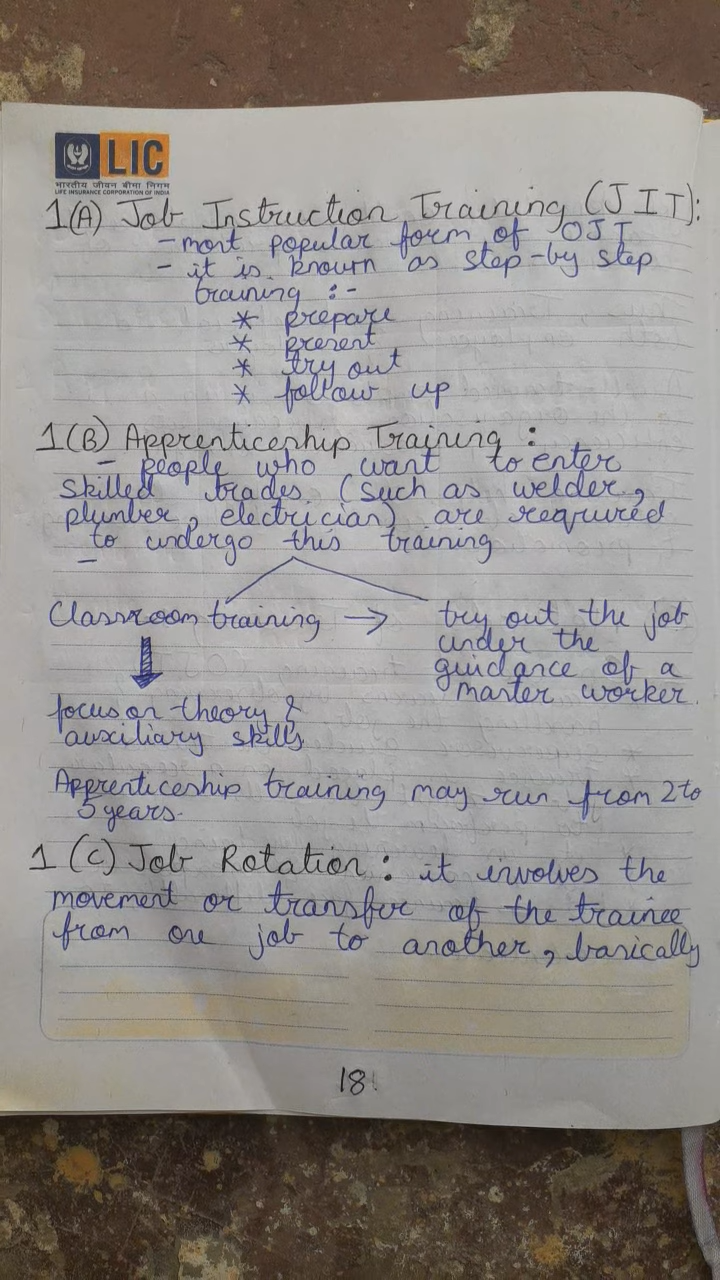 LIC
भारतीय जीवन बीमा निगम
LIFE INSURANCE CORPORATION OF INDIA
1(A) Job Instruction Training (JIT):
- most popular form of OJT
- it is known as step-by step
training :-
* prepare
* present
* try out
* follow up
1(B) Apprenticeship Training :
- people who want to enter
skilled trades (such as welder,
plumber, electrician) are required
to undergo this training
-
Classroom training → try out the job
under the
guidance of a
master worker.
focus on theory &
auxiliary skills
Apprenticeship training may run from 2 to
5 years.
1 (C) Job Rotation : it involves the
movement or transfer of the trainee
from one job to another, basically
18